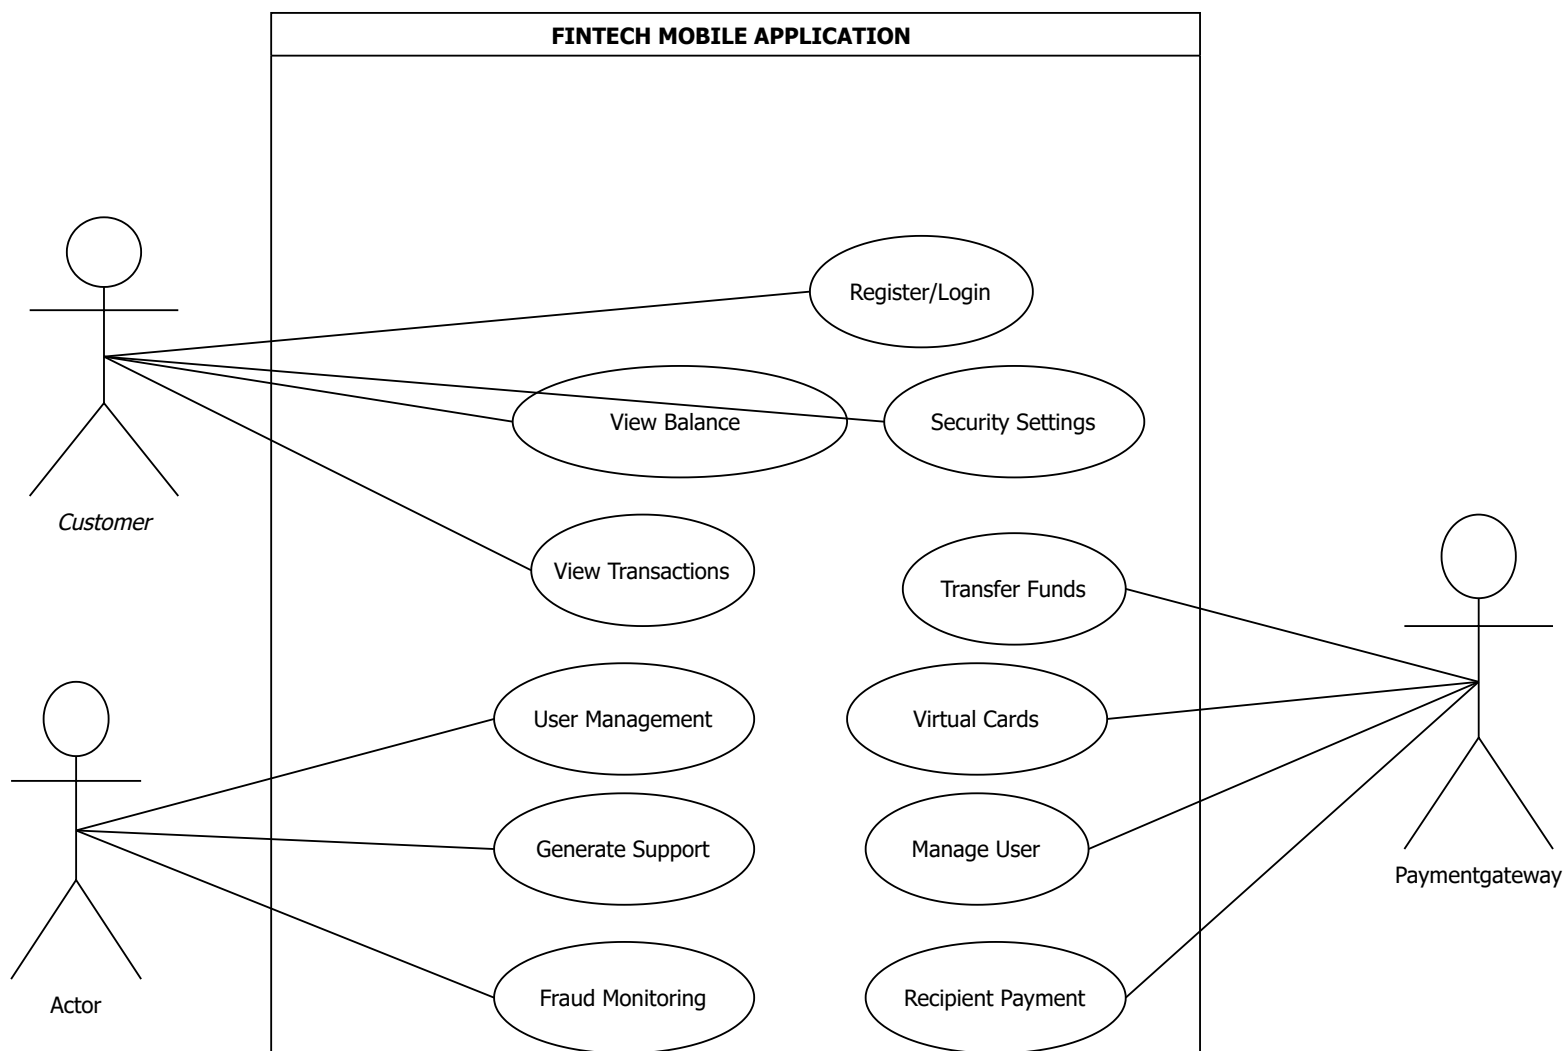 FINTECH MOBILE APPLICATION
Register/Login
View Balance
Security Settings
Customer
View Transactions
Transfer Funds
User Management
Virtual Cards
Generate Support
Manage User
Paymentgateway
Fraud Monitoring
Recipient Payment
Actor